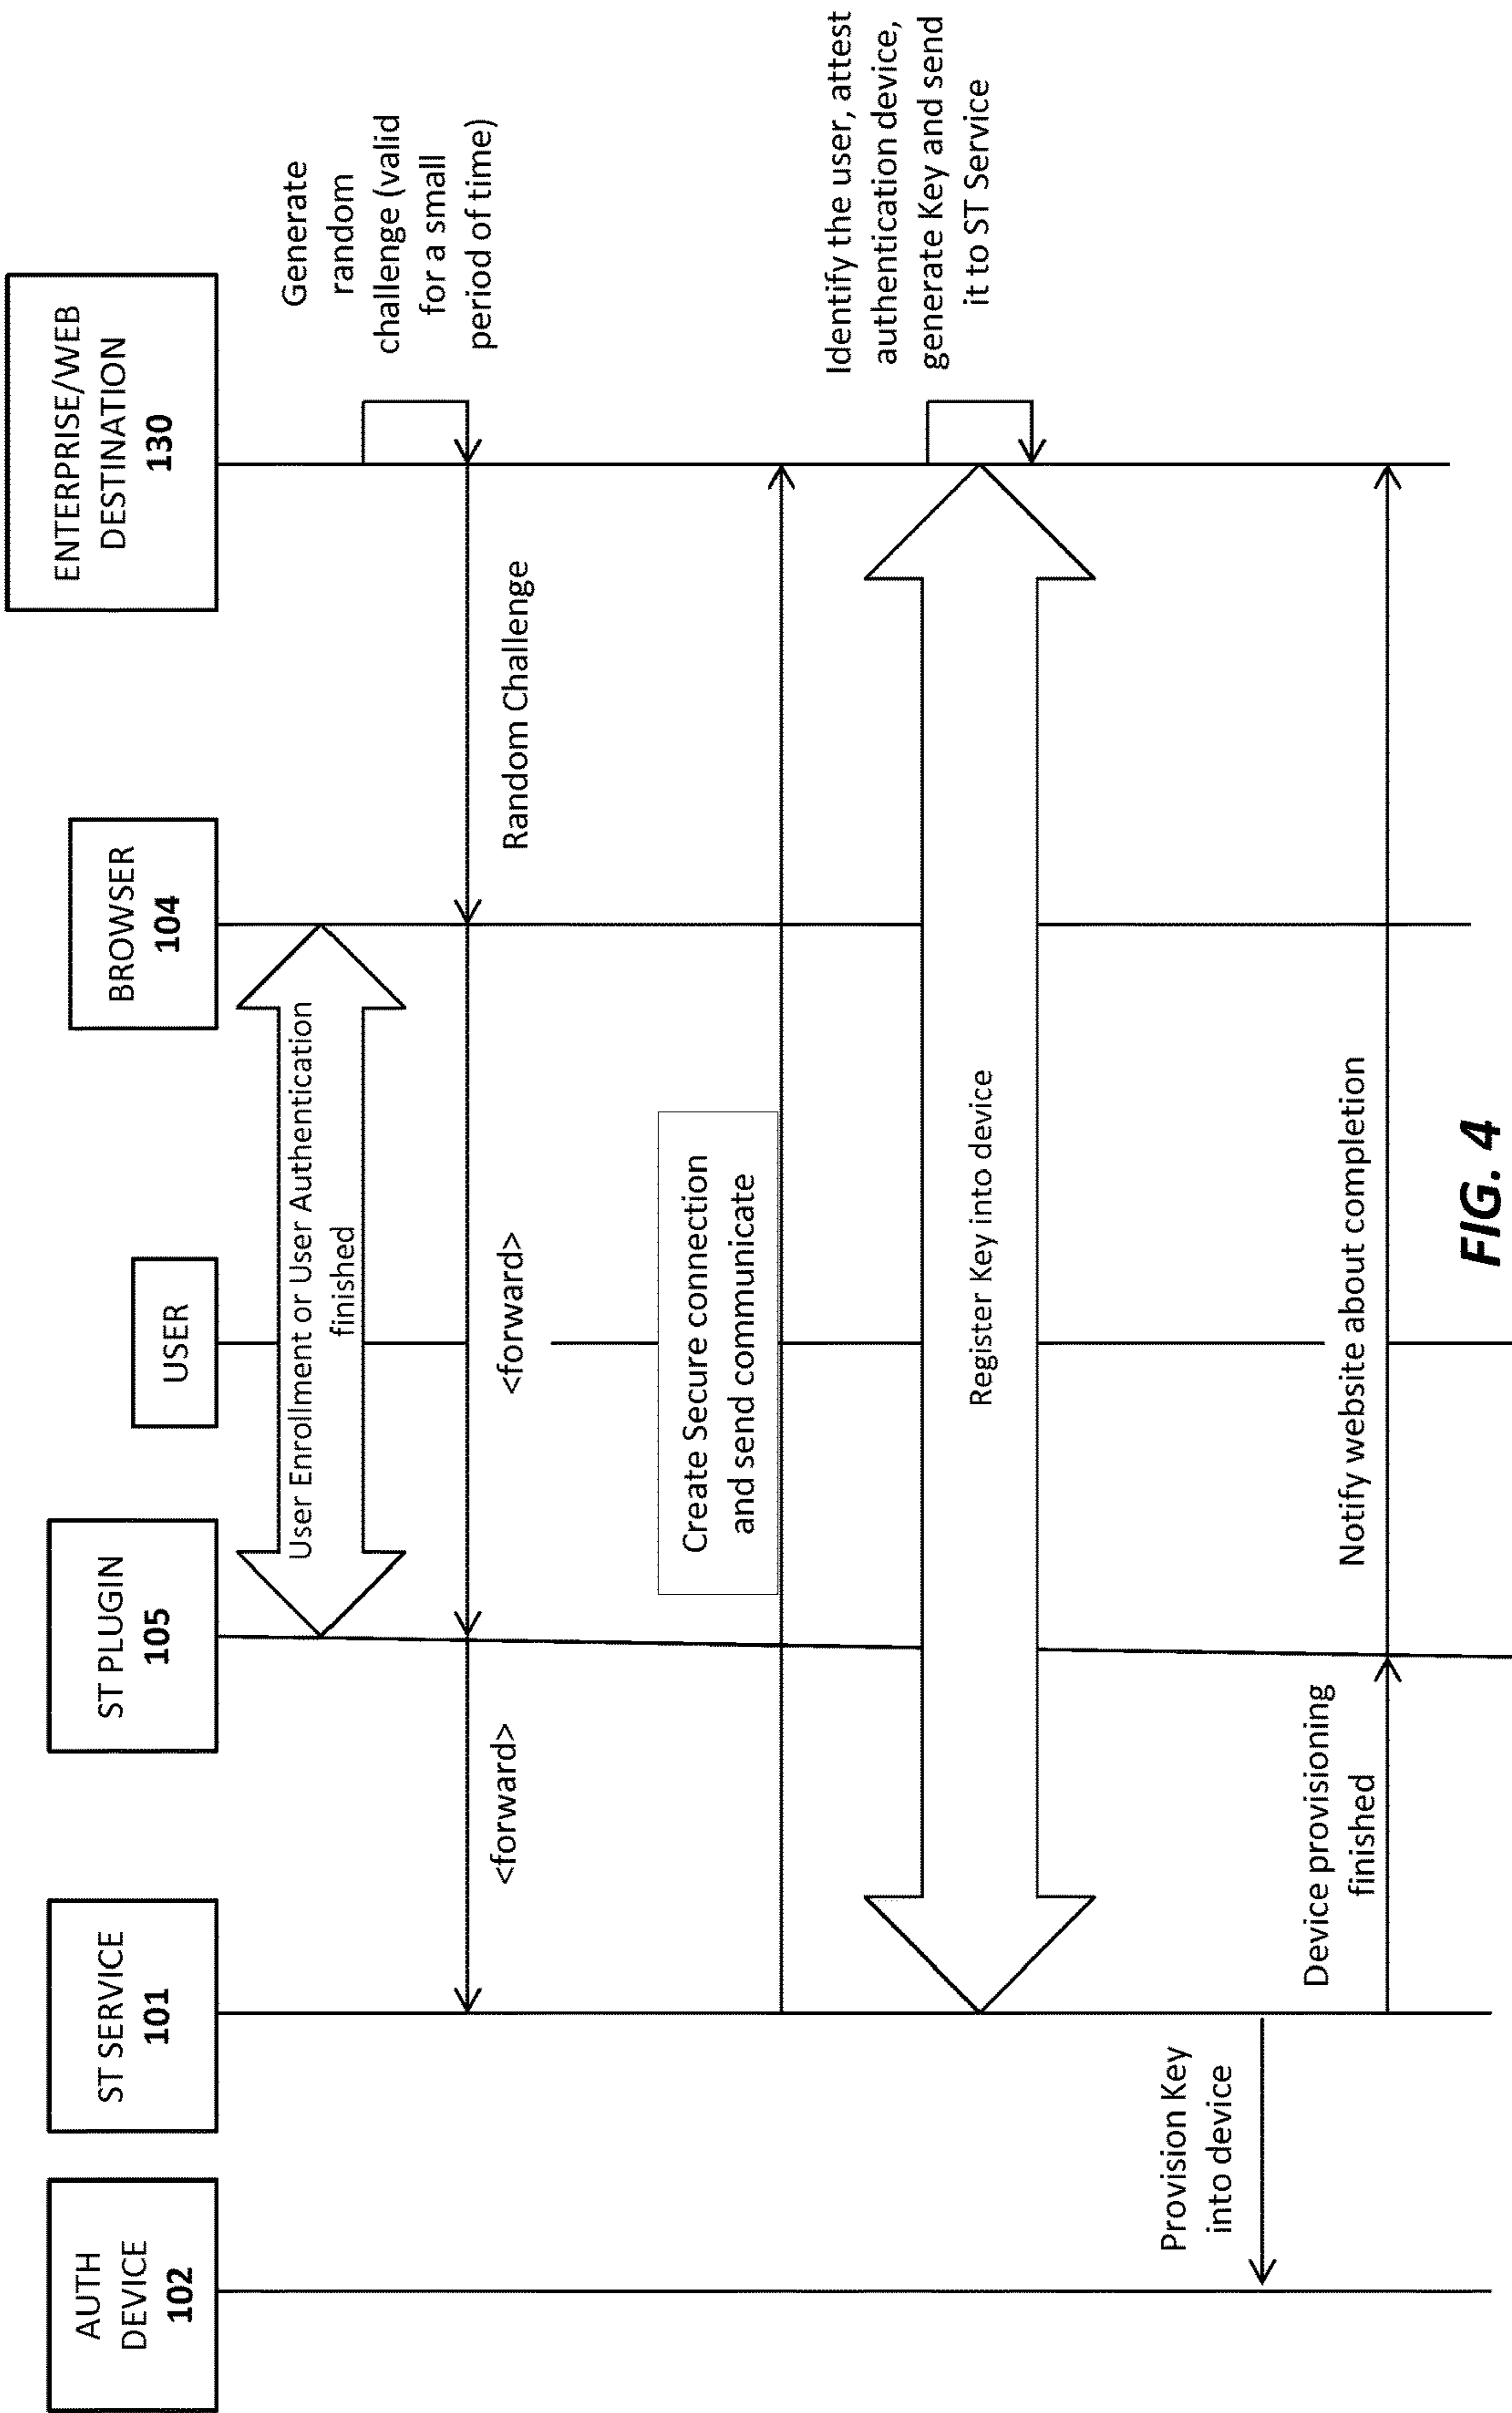 AUTH
DEVICE
102
ST SERVICE
101
ST PLUGIN
105
USER
BROWSER
104
ENTERPRISE/WEB
DESTINATION
130
User Enrollment or User Authentication
finished
Generate
random
challenge (valid
for a small
period of time)
<forward>
<forward>
Random Challenge
Create Secure connection
and send communicate
Register Key into device
Identify the user, attest
authentication device,
generate Key and send
it to ST Service
Provision Key
into device
Device provisioning
finished
Notify website about completion
FIG. 4